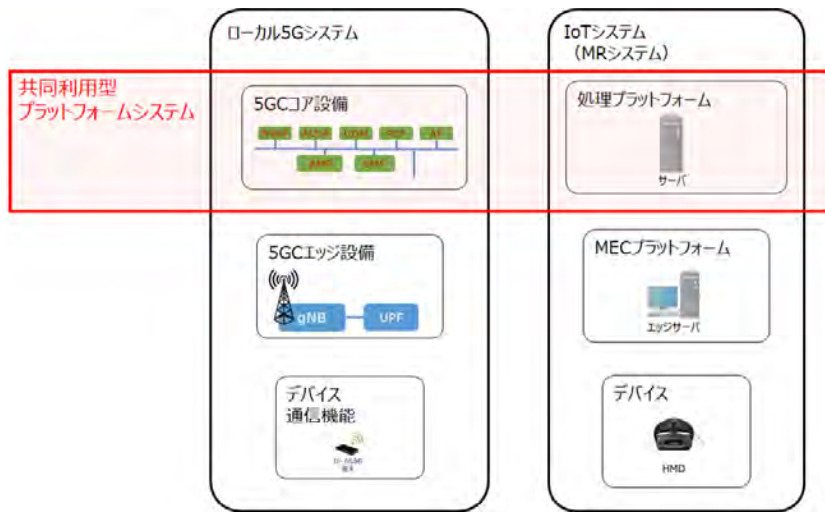 ローカル5Gシステム
IoTシステム
（MRシステム）
共同利用型
プラットフォームシステム
5GCコア設備
処理プラットフォーム
サーバ
5GCエッジ設備
gNB
UPF
MECプラットフォーム
エッジサーバ
デバイス
通信機能
デバイス
HMD